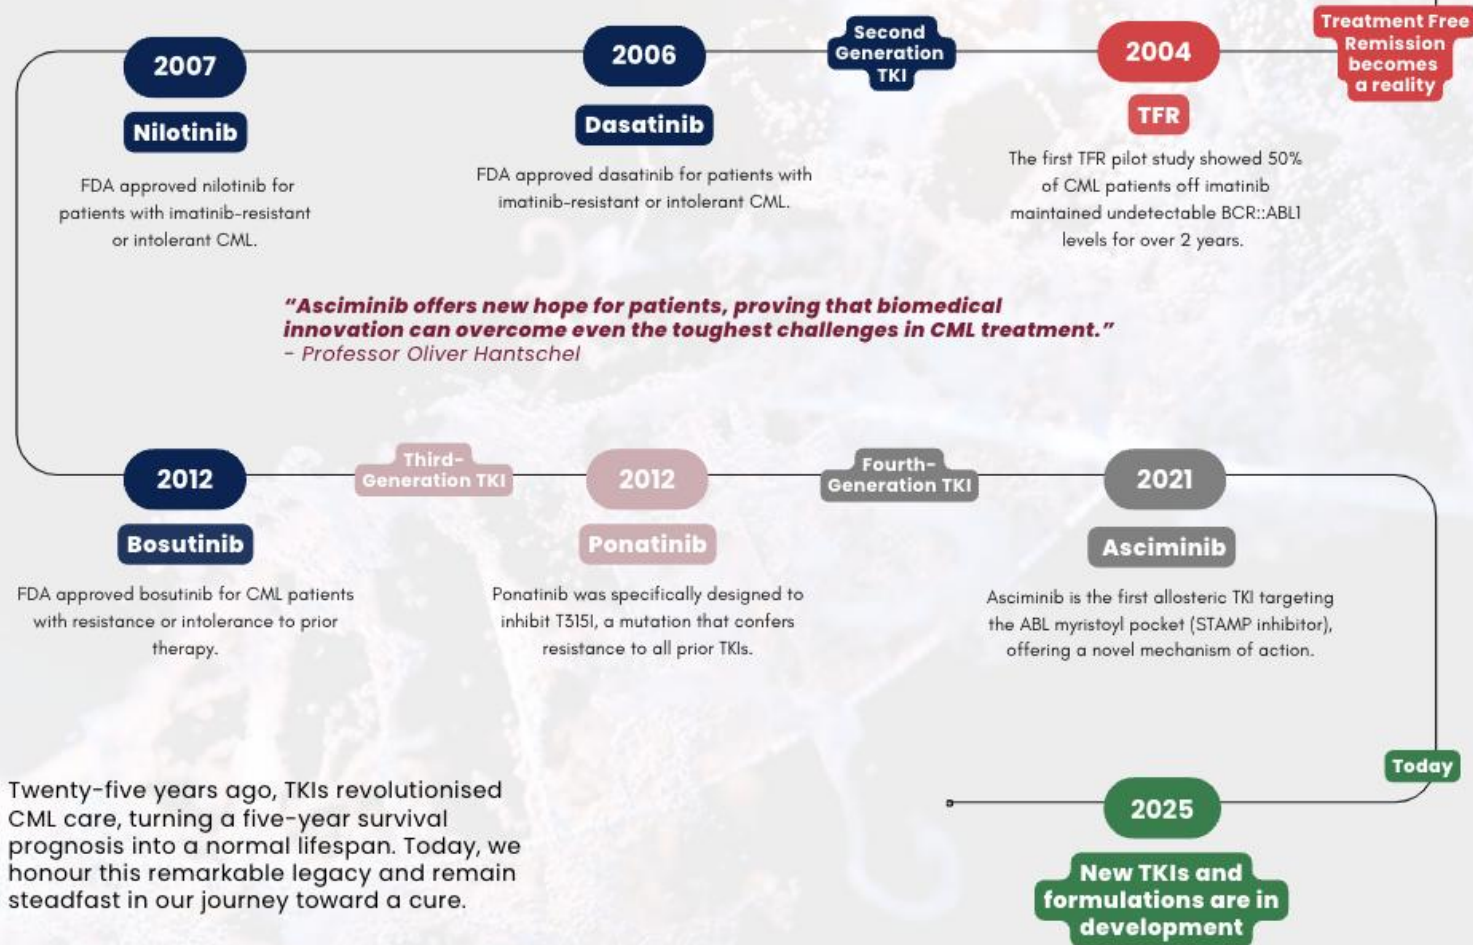 Treatment Free
Remission
becomes
a reality
2004
TFR
The first TFR pilot study showed 50%
of CML patients off imatinib
maintained undetectable BCR::ABL1
levels for over 2 years.
Second
Generation
TKI
2006
Dasatinib
FDA approved dasatinib for patients with
imatinib-resistant or intolerant CML.
2007
Nilotinib
FDA approved nilotinib for
patients with imatinib-resistant
or intolerant CML.
“Asciminib offers new hope for patients, proving that biomedical
innovation can overcome even the toughest challenges in CML treatment.”
- Professor Oliver Hantschel
2012
Bosutinib
FDA approved bosutinib for CML patients
with resistance or intolerance to prior
therapy.
Third-
Generation TKI
2012
Ponatinib
Ponatinib was specifically designed to
inhibit T315I, a mutation that confers
resistance to all prior TKIs.
Fourth-
Generation TKI
2021
Asciminib
Asciminib is the first allosteric TKI targeting
the ABL myristoyl pocket (STAMP inhibitor),
offering a novel mechanism of action.
Today
2025
New TKIs and
formulations are in
development
Twenty-five years ago, TKIs revolutionised
CML care, turning a five-year survival
prognosis into a normal lifespan. Today, we
honour this remarkable legacy and remain
steadfast in our journey toward a cure.